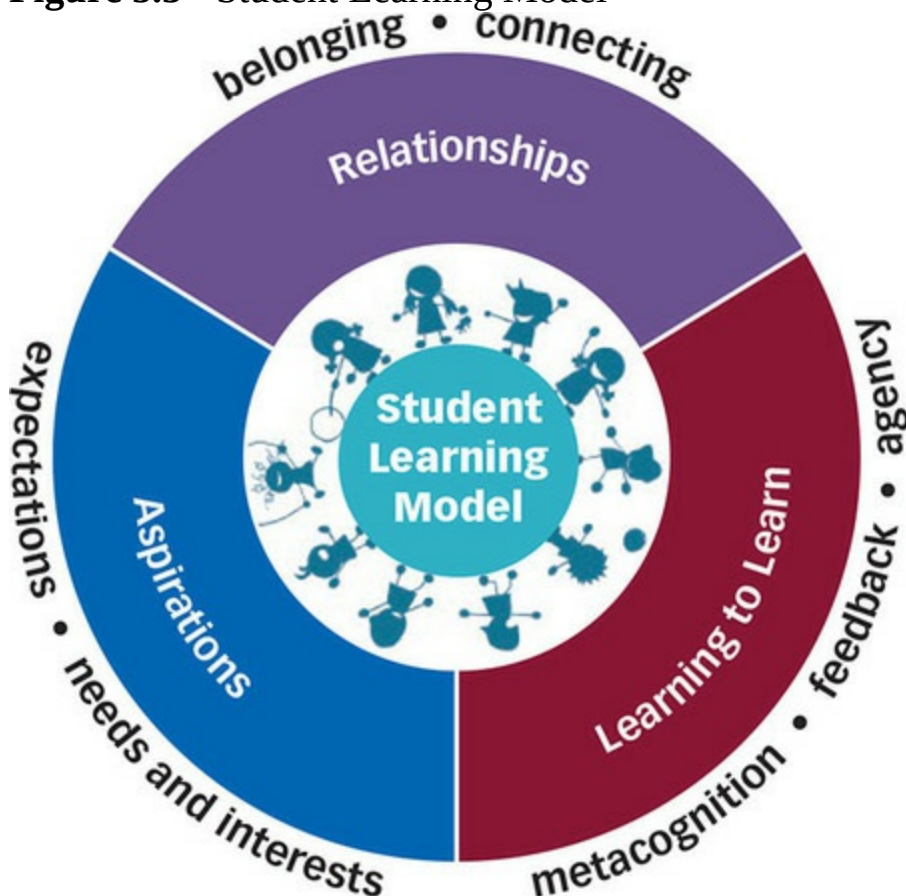 Student Learning Model
belonging • connecting
Relationships
agency • feedback • metacognition
Learning to Learn
expectations • needs and interests
Aspirations
Student
Learning
Model